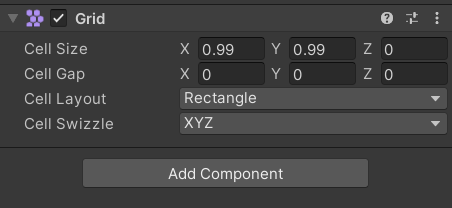 Grid
Cell Size X 0.99 Y 0.99 Z 0
Cell Gap X 0 Y 0 Z 0
Cell Layout Rectangle
Cell Swizzle XYZ
Add Component